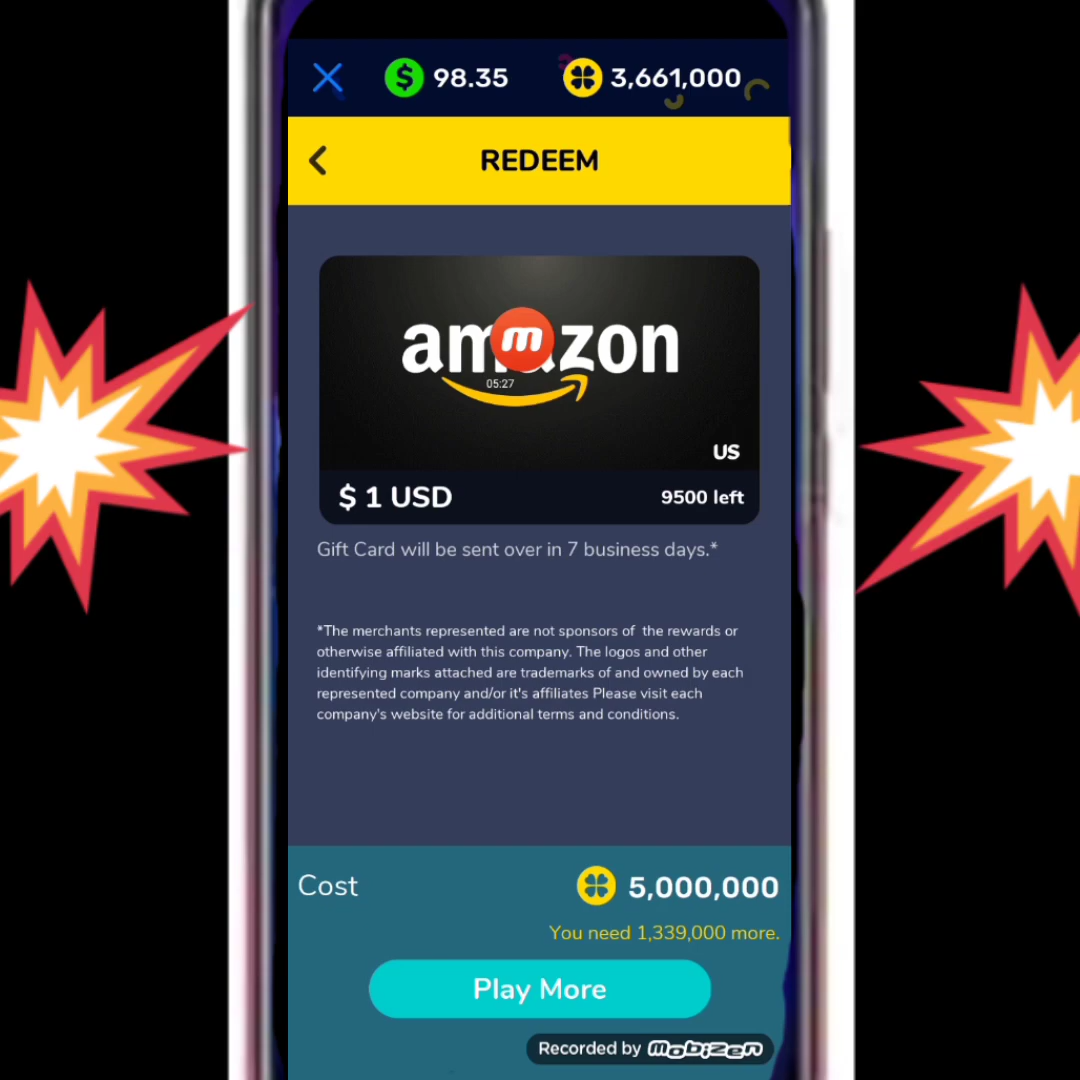 $ 98.35 3,661,000
REDEEM
amazon
m
05:27
US
$ 1 USD 9500 left
Gift Card will be sent over in 7 business days.*
*The merchants represented are not sponsors of the rewards or
otherwise affiliated with this company. The logos and other
identifying marks attached are trademarks of and owned by each
represented company and/or it's affiliates Please visit each
company's website for additional terms and conditions.
Cost 5,000,000
You need 1,339,000 more.
Play More
Recorded by mobizen